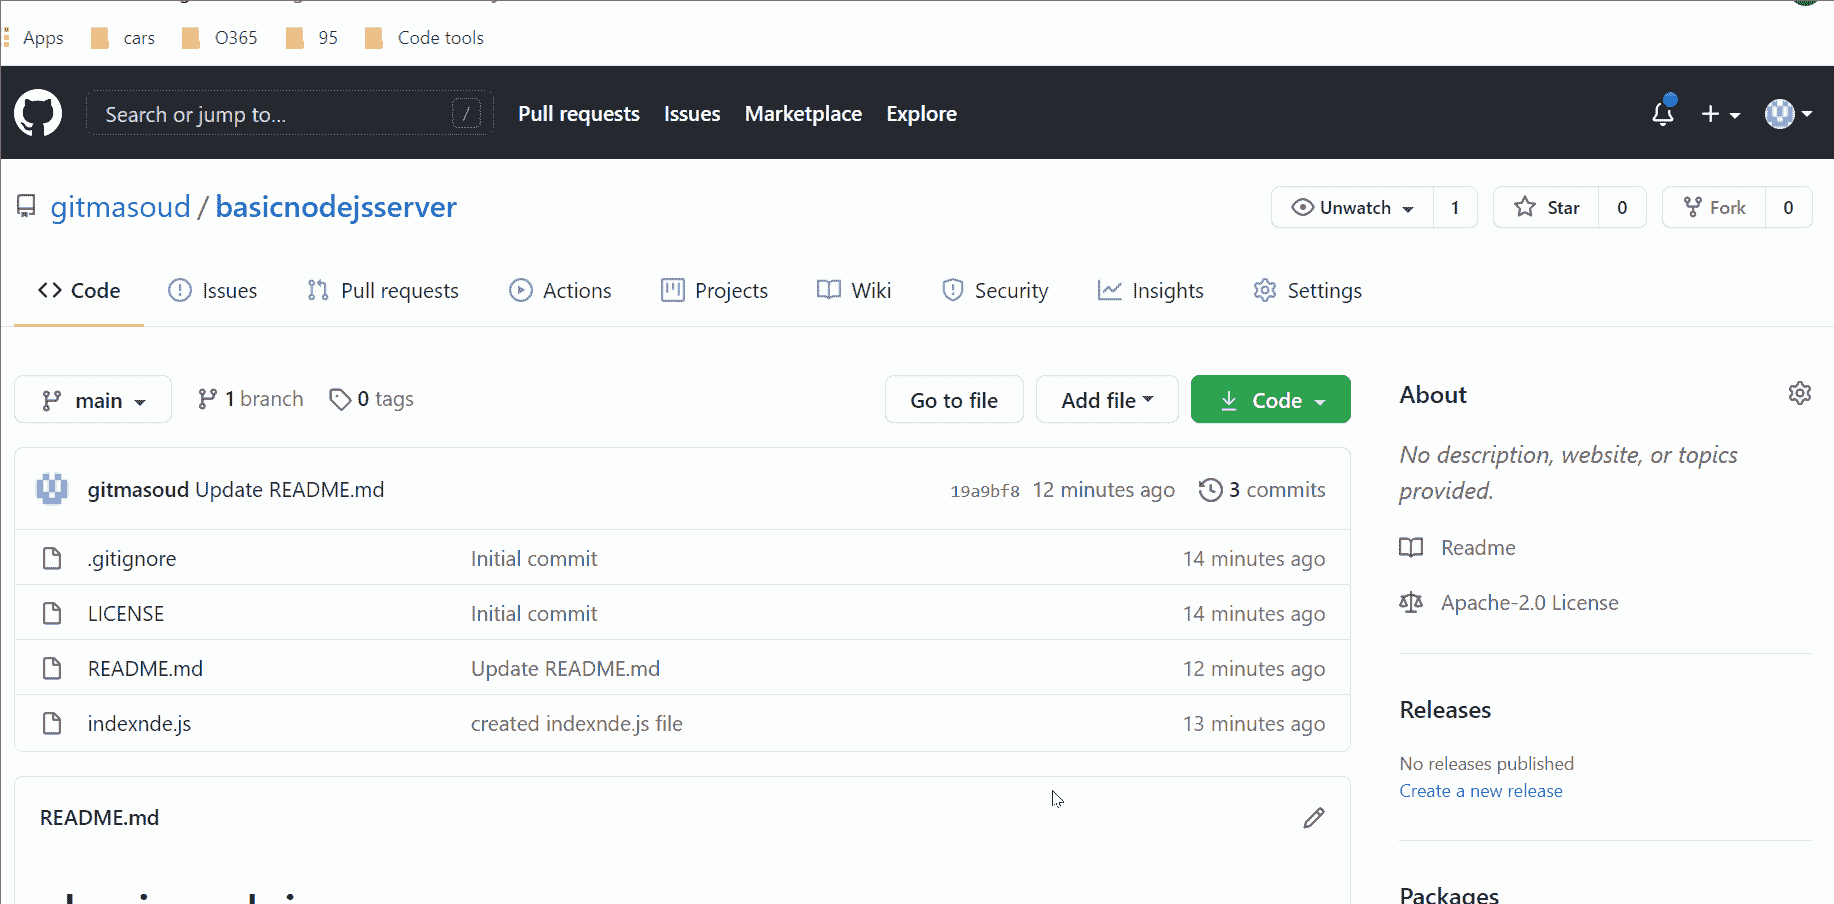 Apps cars O365 95 Code tools
Search or jump to... / Pull requests Issues Marketplace Explore
gitmasoud / basicnodejsserver Unwatch 1 Star 0 Fork 0
Code Issues Pull requests Actions Projects Wiki Security Insights Settings
main 1 branch 0 tags Go to file Add file Code
gitmasoud Update README.md 19a9bf8 12 minutes ago 3 commits
.gitignore Initial commit 14 minutes ago
LICENSE Initial commit 14 minutes ago
README.md Update README.md 12 minutes ago
indexnde.js created indexnde.js file 13 minutes ago
README.md
About
No description, website, or topics
provided.
Readme
Apache-2.0 License
Releases
No releases published
Create a new release
Packages